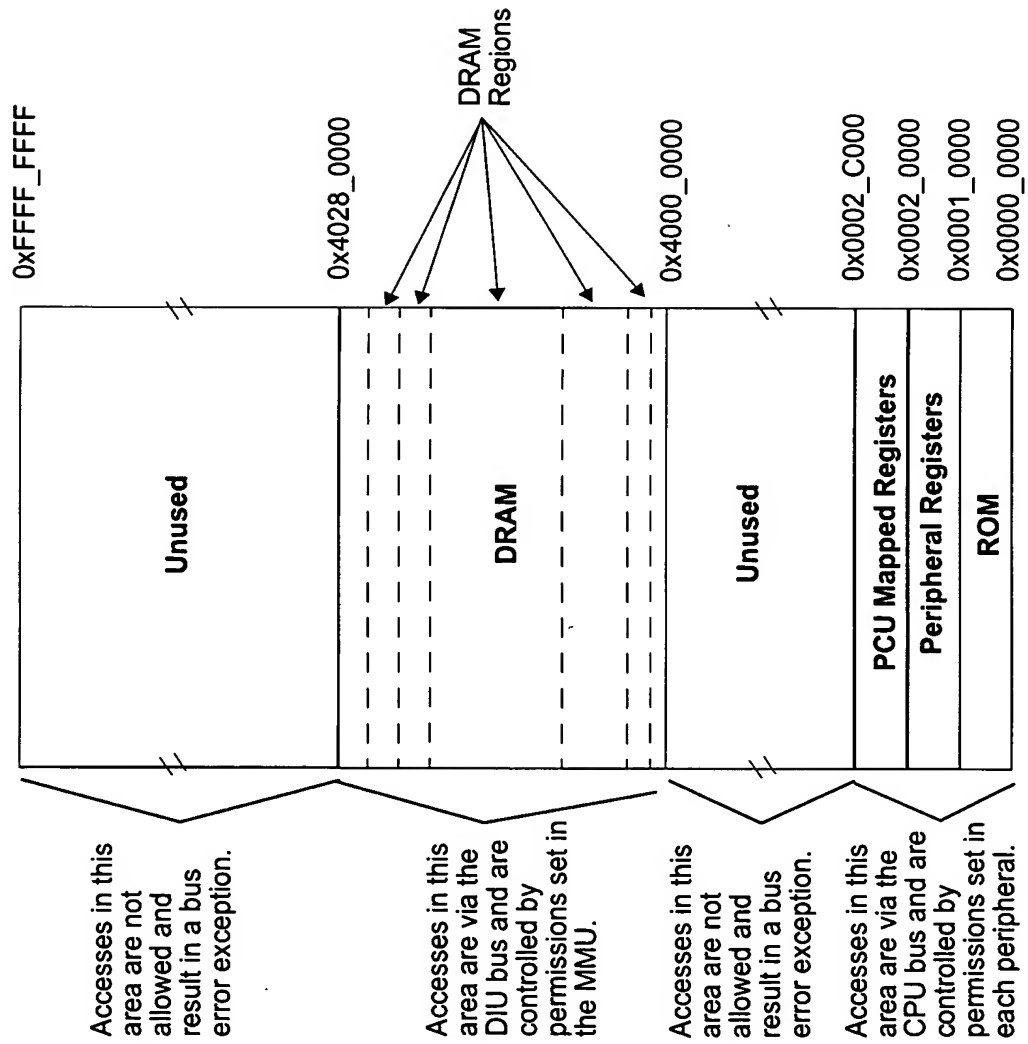 0xFFFF_FFFF
Accesses in this
area are not
allowed and
result in a bus
error exception.
Unused
0x4028_0000
Accesses in this
area are via the
DIU bus and are
controlled by
permissions set in
the MMU.
DRAM
DRAM
Regions
0x4000_0000
Accesses in this
area are not
allowed and
result in a bus
error exception.
Unused
0x0002_C000
Accesses in this
area are via the
CPU bus and are
controlled by
permissions set in
each peripheral.
PCU Mapped Registers
0x0002_0000
Peripheral Registers
0x0001_0000
ROM
0x0000_0000